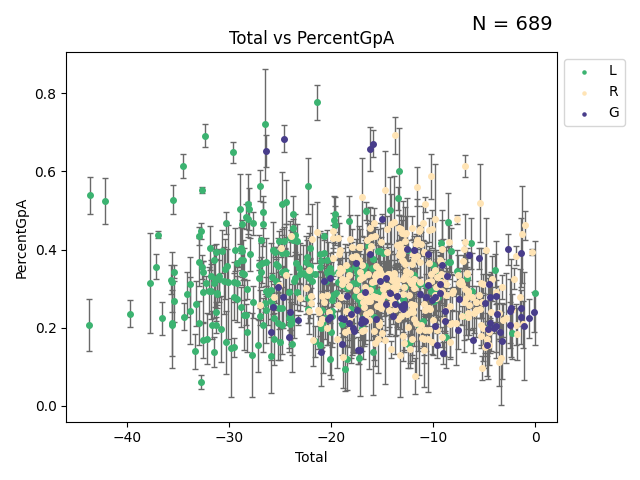 N = 689
Total vs PercentGpA
L
R
G
PercentGpA
0.8
0.6
0.4
0.2
0.0
−40
−30
−20
−10
0
Total